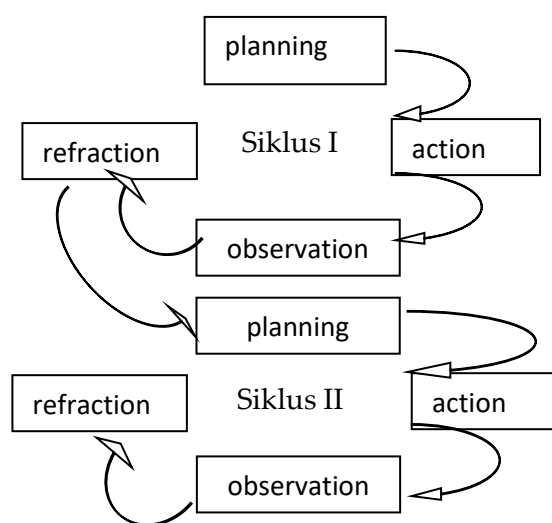 planning
refraction
Siklus I
action
observation
planning
refraction
Siklus II
action
observation